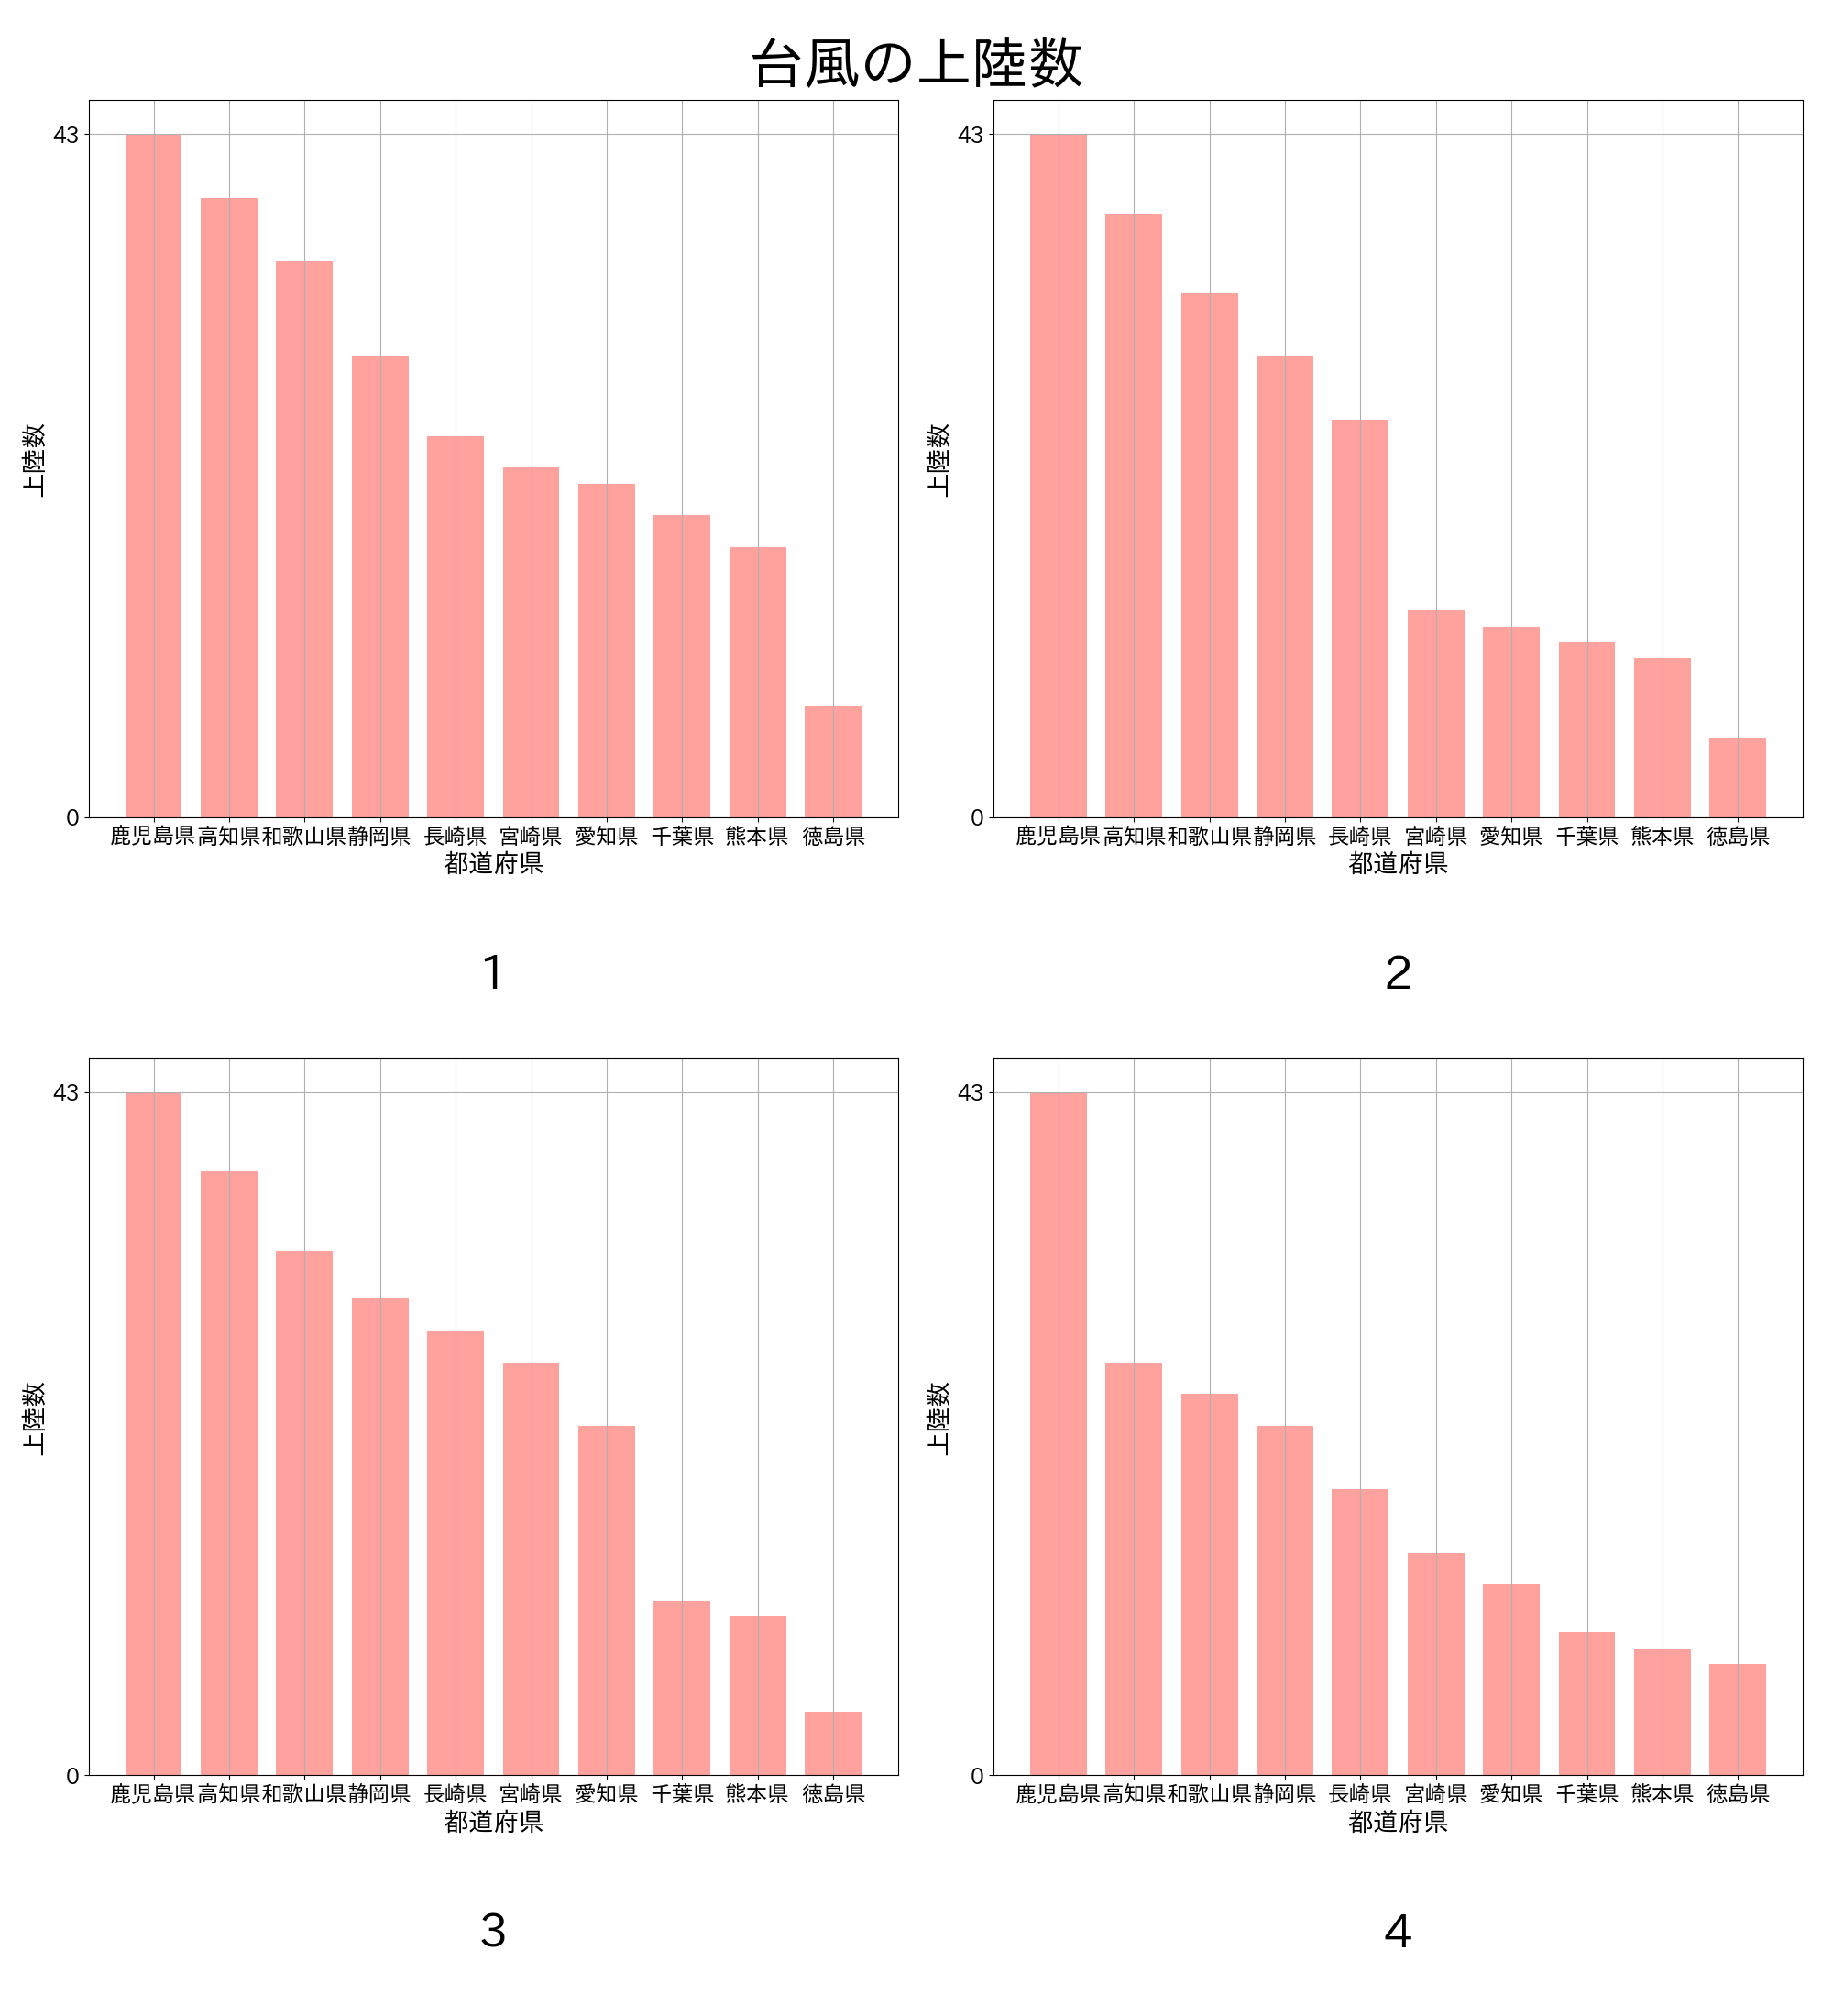 台風の上陸数
43
0
上陸数
鹿児島県 高知県 和歌山県 静岡県 長崎県 宮崎県 愛知県 千葉県 熊本県 徳島県
都道府県
1
43
0
上陸数
鹿児島県 高知県 和歌山県 静岡県 長崎県 宮崎県 愛知県 千葉県 熊本県 徳島県
都道府県
2
43
0
上陸数
鹿児島県 高知県 和歌山県 静岡県 長崎県 宮崎県 愛知県 千葉県 熊本県 徳島県
都道府県
3
43
0
上陸数
鹿児島県 高知県 和歌山県 静岡県 長崎県 宮崎県 愛知県 千葉県 熊本県 徳島県
都道府県
4